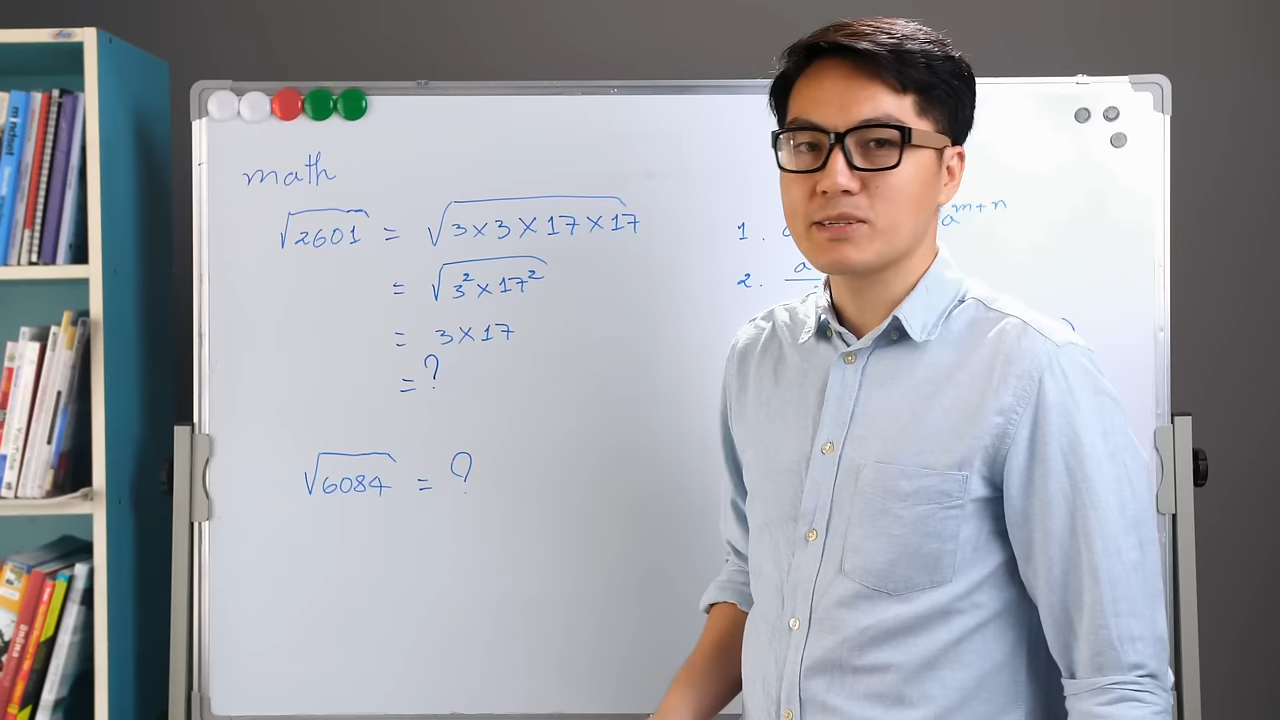 math
√2601 = √3×3×17×17
= √3²×17²
= 3×17
= ?
√6084 = ?
1. a^m+n
2. a